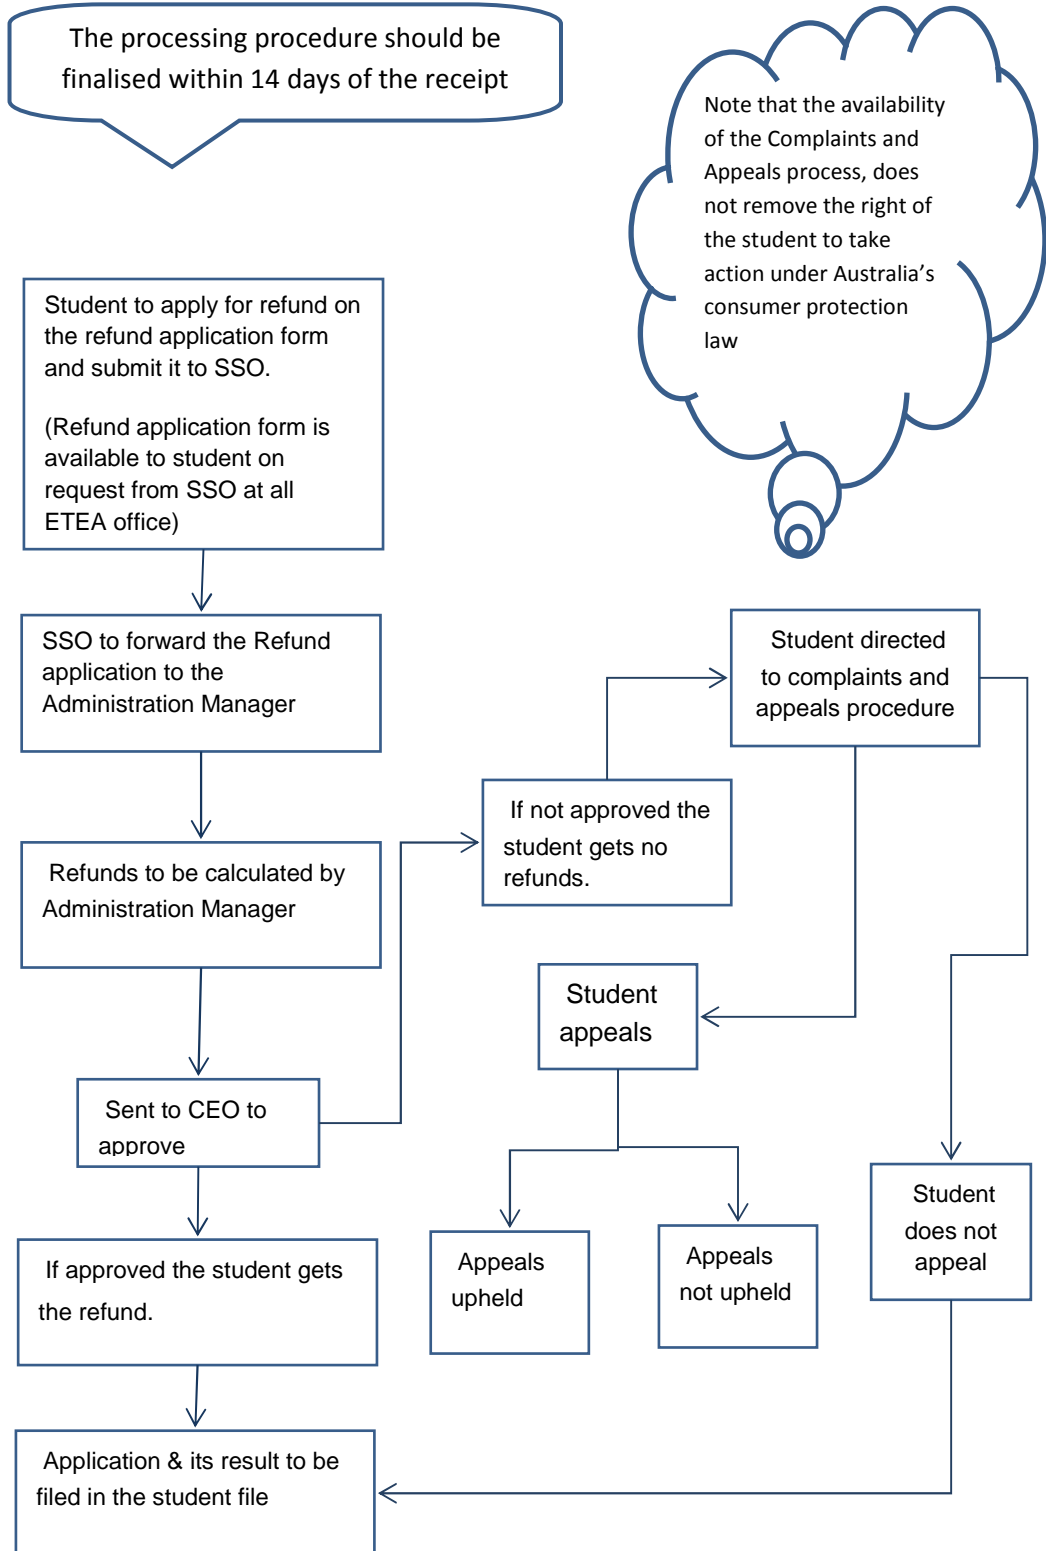 The processing procedure should be
finalised within 14 days of the receipt
Note that the availability
of the Complaints and
Appeals process, does
not remove the right of
the student to take
action under Australia’s
consumer protection
law
Student to apply for refund on
the refund application form
and submit it to SSO.
(Refund application form is
available to student on
request from SSO at all
ETEA office)
SSO to forward the Refund
application to the
Administration Manager
Student directed
to complaints and
appeals procedure
If not approved the
student gets no
refunds.
Refunds to be calculated by
Administration Manager
Student
appeals
Sent to CEO to
approve
Student
does not
appeal
If approved the student gets
the refund.
Appeals
upheld
Appeals
not upheld
Application & its result to be
filed in the student file